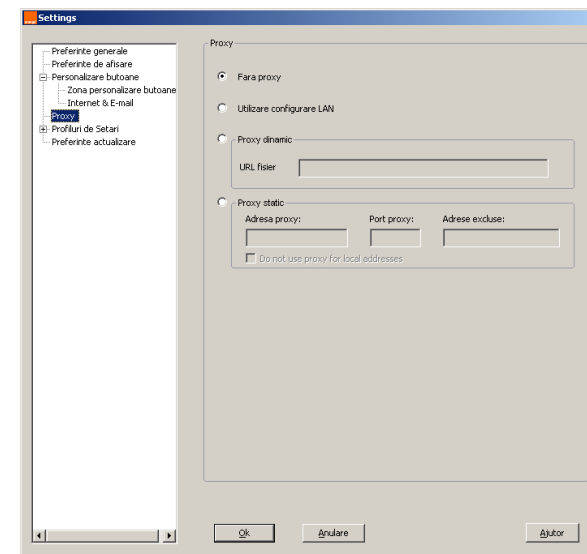 Settings
Preferinte generale
Preferinte de afisare
Personalizare butoane
Zona personalizare butoane
Internet & E-mail
Proxy
Profiluri de Setari
Preferinte actualizare
Proxy
Fara proxy
Utilizare configurare LAN
Proxy dinamic
URL fisier
Proxy static
Adresa proxy: Port proxy: Adrese excluse:
Do not use proxy for local addresses
Ok Anulare Ajutor